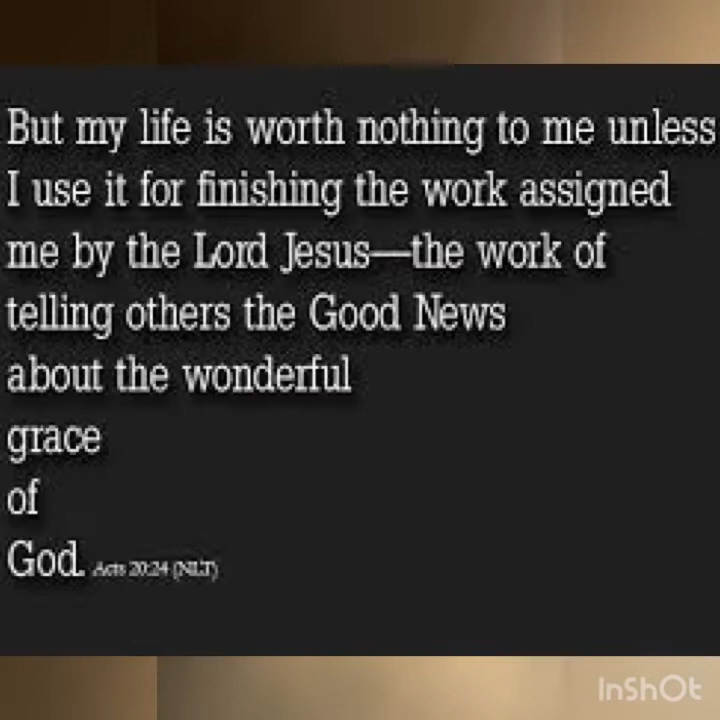 But my life is worth nothing to me unless
I use it for finishing the work assigned
me by the Lord Jesus—the work of
telling others the Good News
about the wonderful
grace
of
God. Acts 20:24 (NLT)
InShOt